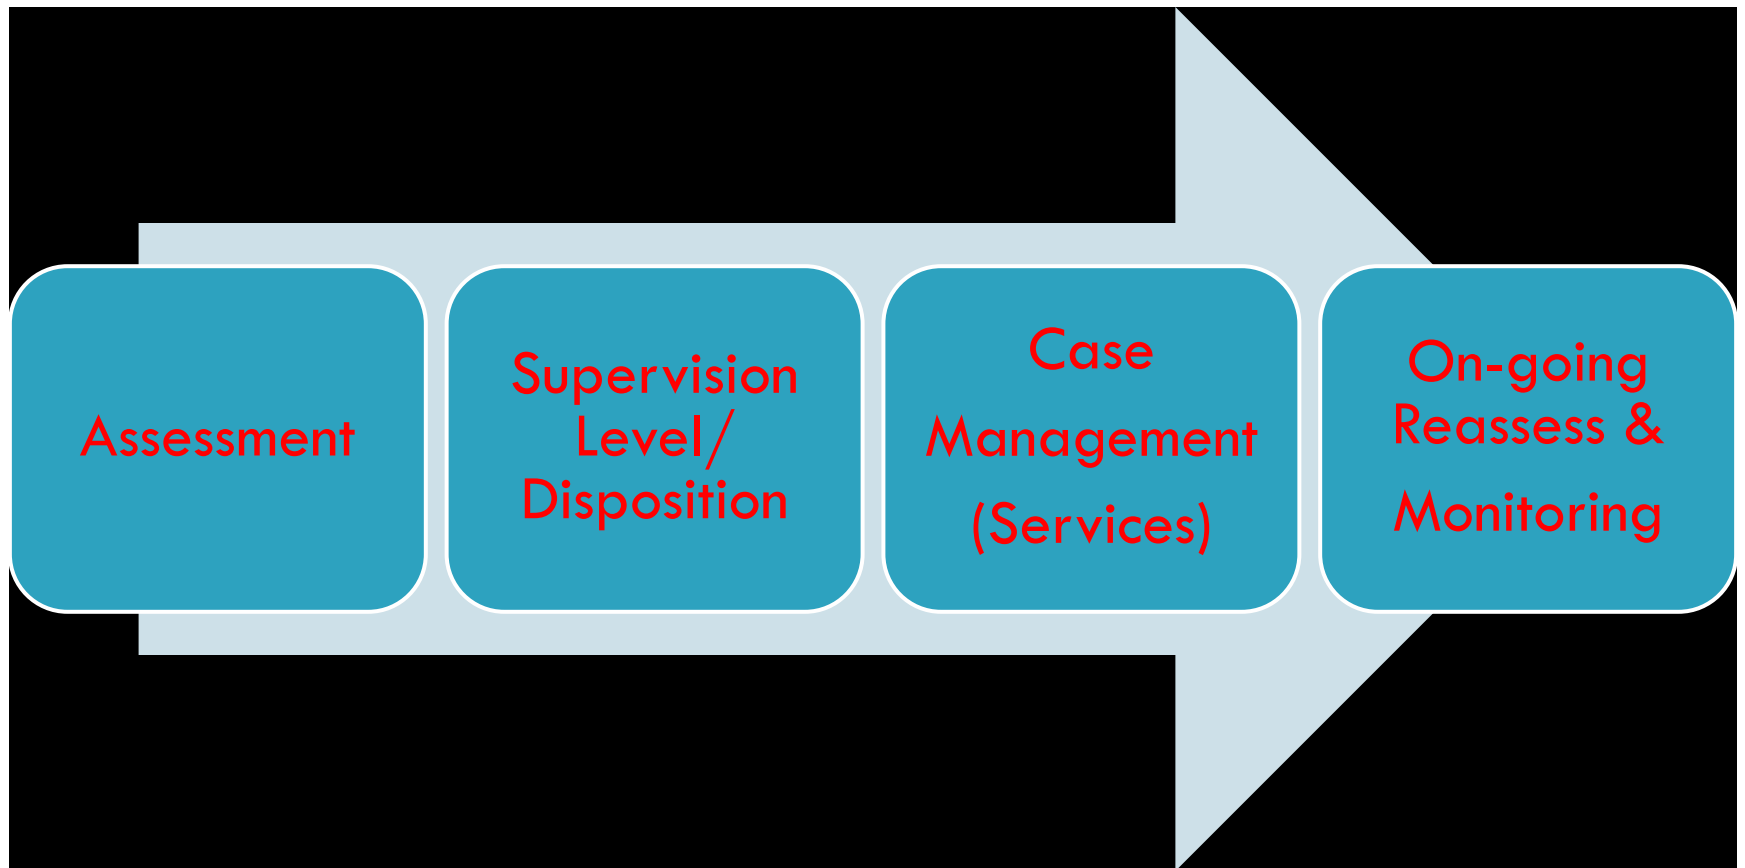 Assessment
Supervision
Level/
Disposition
Case
Management
(Services)
On-going
Reassess &
Monitoring